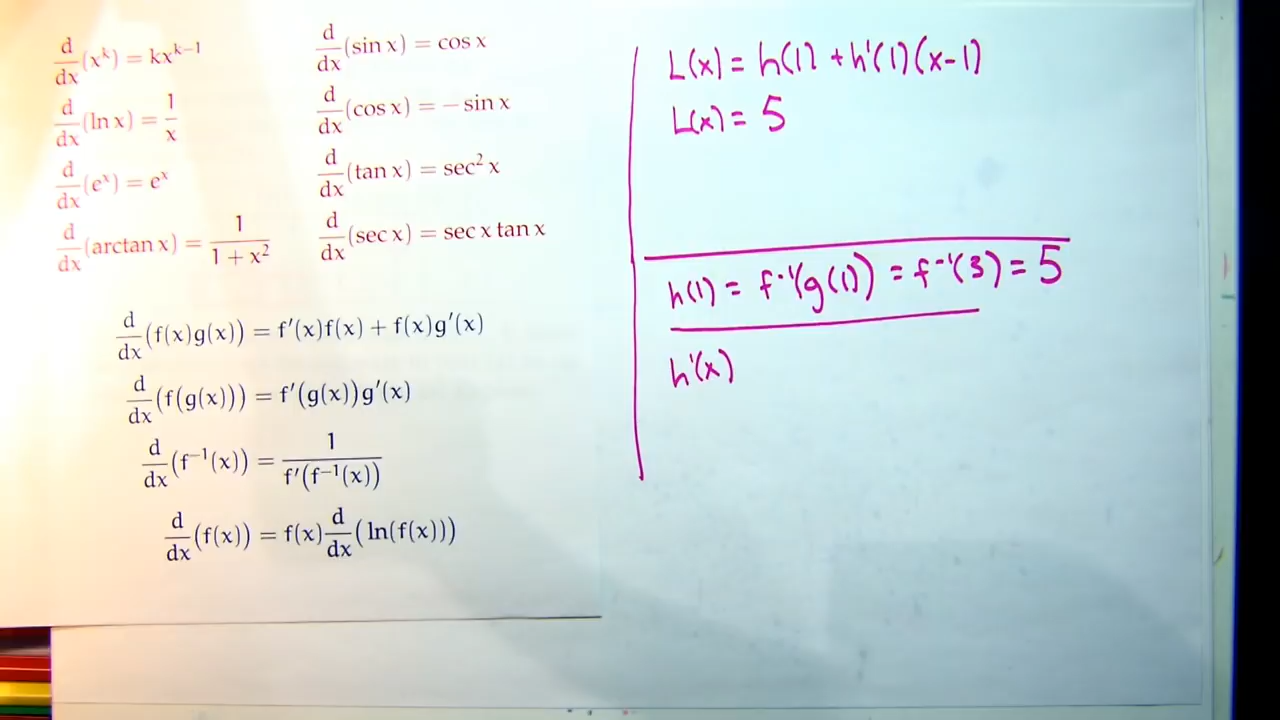 d/dx (x^k) = kx^{k−1}
d/dx (ln x) = 1/x
d/dx (e^x) = e^x
d/dx (arctan x) = 1/(1 + x²)
d/dx (sin x) = cos x
d/dx (cos x) = − sin x
d/dx (tan x) = sec² x
d/dx (sec x) = sec x tan x
d/dx (f(x)g(x)) = f′(x)f(x) + f(x)g′(x)
d/dx (f(g(x))) = f′(g(x))g′(x)
d/dx (f⁻¹(x)) = 1/(f′(f⁻¹(x)))
d/dx (f(x)) = f(x) d/dx (ln(f(x)))
L(x) = h(1) + h'(1)(x-1)
L(x) = 5
h(1) = f⁻¹(g(1)) = f⁻¹(3) = 5
h'(x)